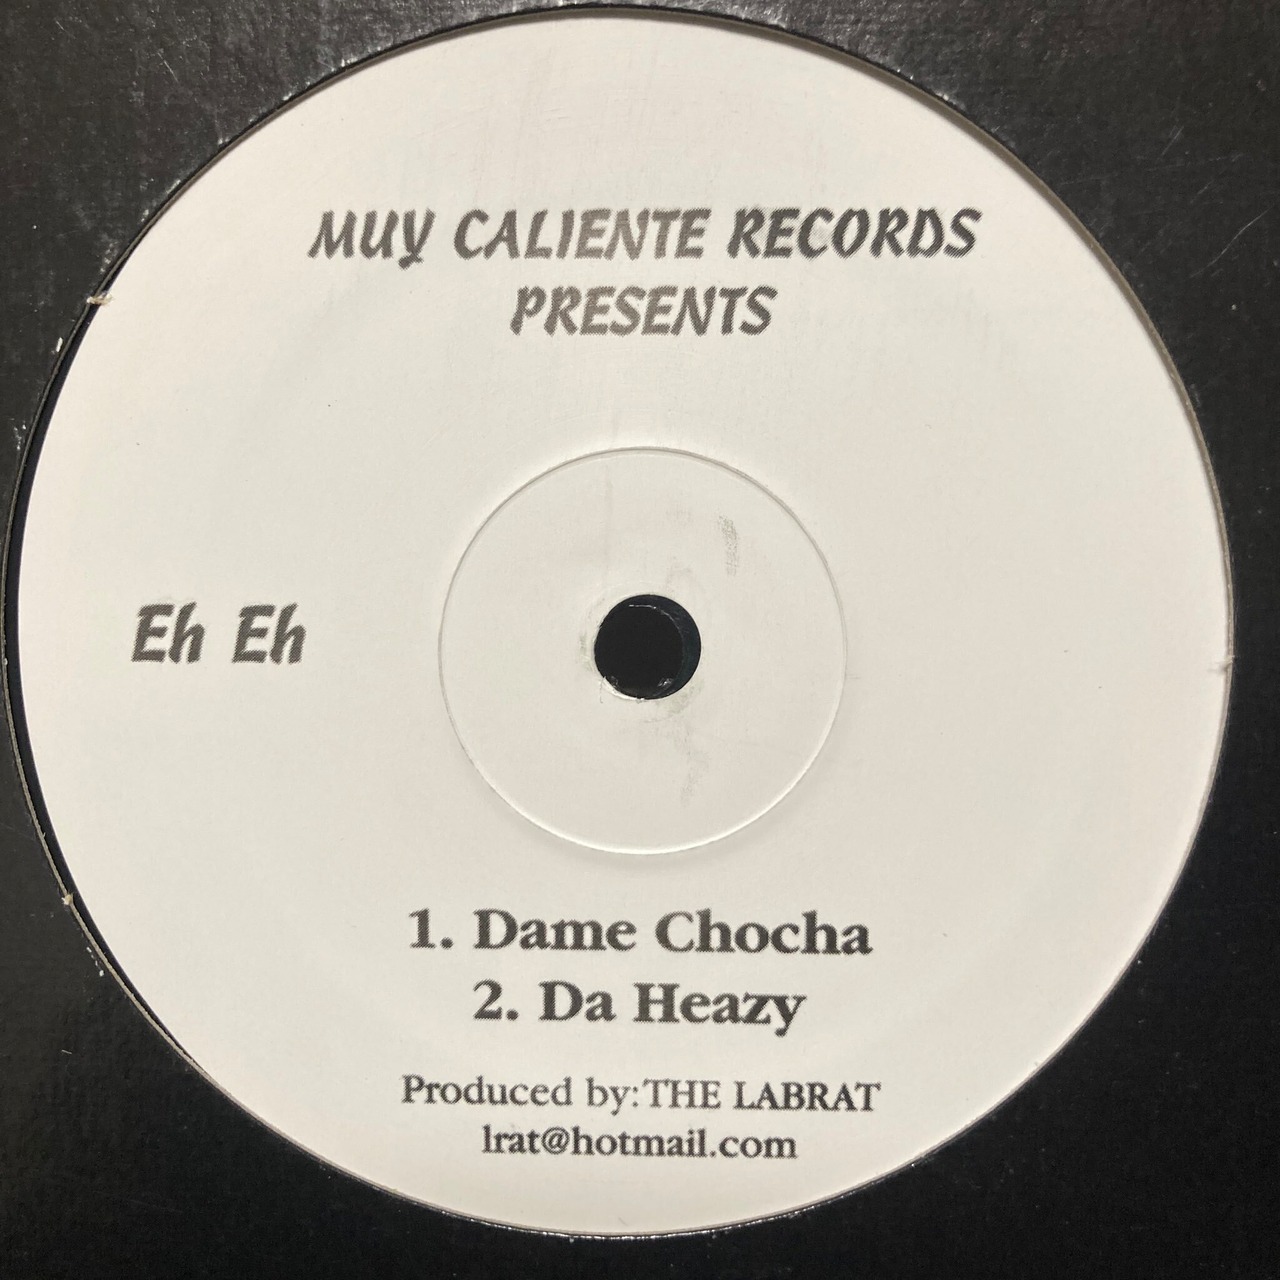 MUY CALIENTE RECORDS
PRESENTS
Eh Eh
1. Dame Chocha
2. Da Heazy
Produced by:THE LABRAT
lrat@hotmail.com